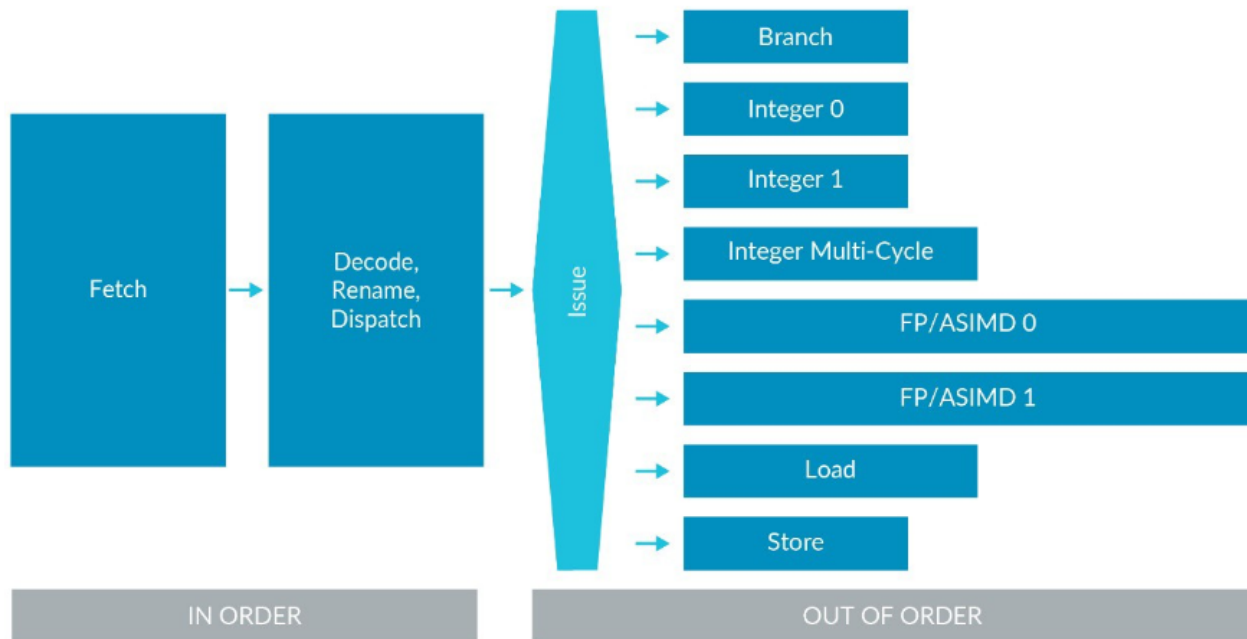 Branch
Integer 0
Integer 1
Integer Multi-Cycle
FP/ASIMD 0
FP/ASIMD 1
Load
Store
Fetch
Decode,
Rename,
Dispatch
Issue
IN ORDER
OUT OF ORDER